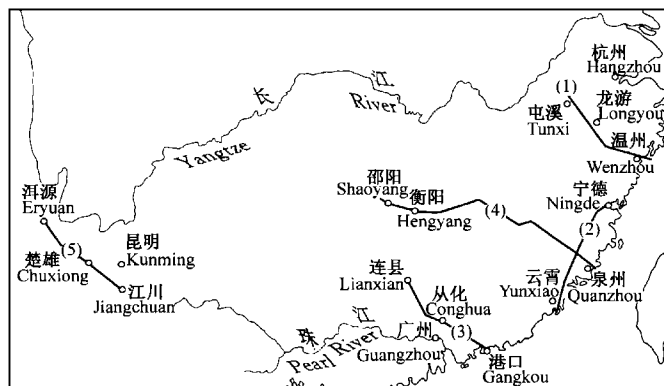 杭州
Hangzhou
(1)
龙游
Longyou
屯溪
Tunxi
温州
Wenzhou
长 江
Yangtze River
洱源
Eryuan
邵阳
Shaoyang
衡阳
Hengyang
(4)
宁德
Ningde
(2)
(5)
楚雄
Chuxiong
昆明
Kunming
江川
Jiangchuan
连县
Lianxian
从化
Conghua
云霄
Yunxiao
泉州
Quanzhou
珠 江
Pearl River
广州
Guangzhou
(3)
港口
Gangkou